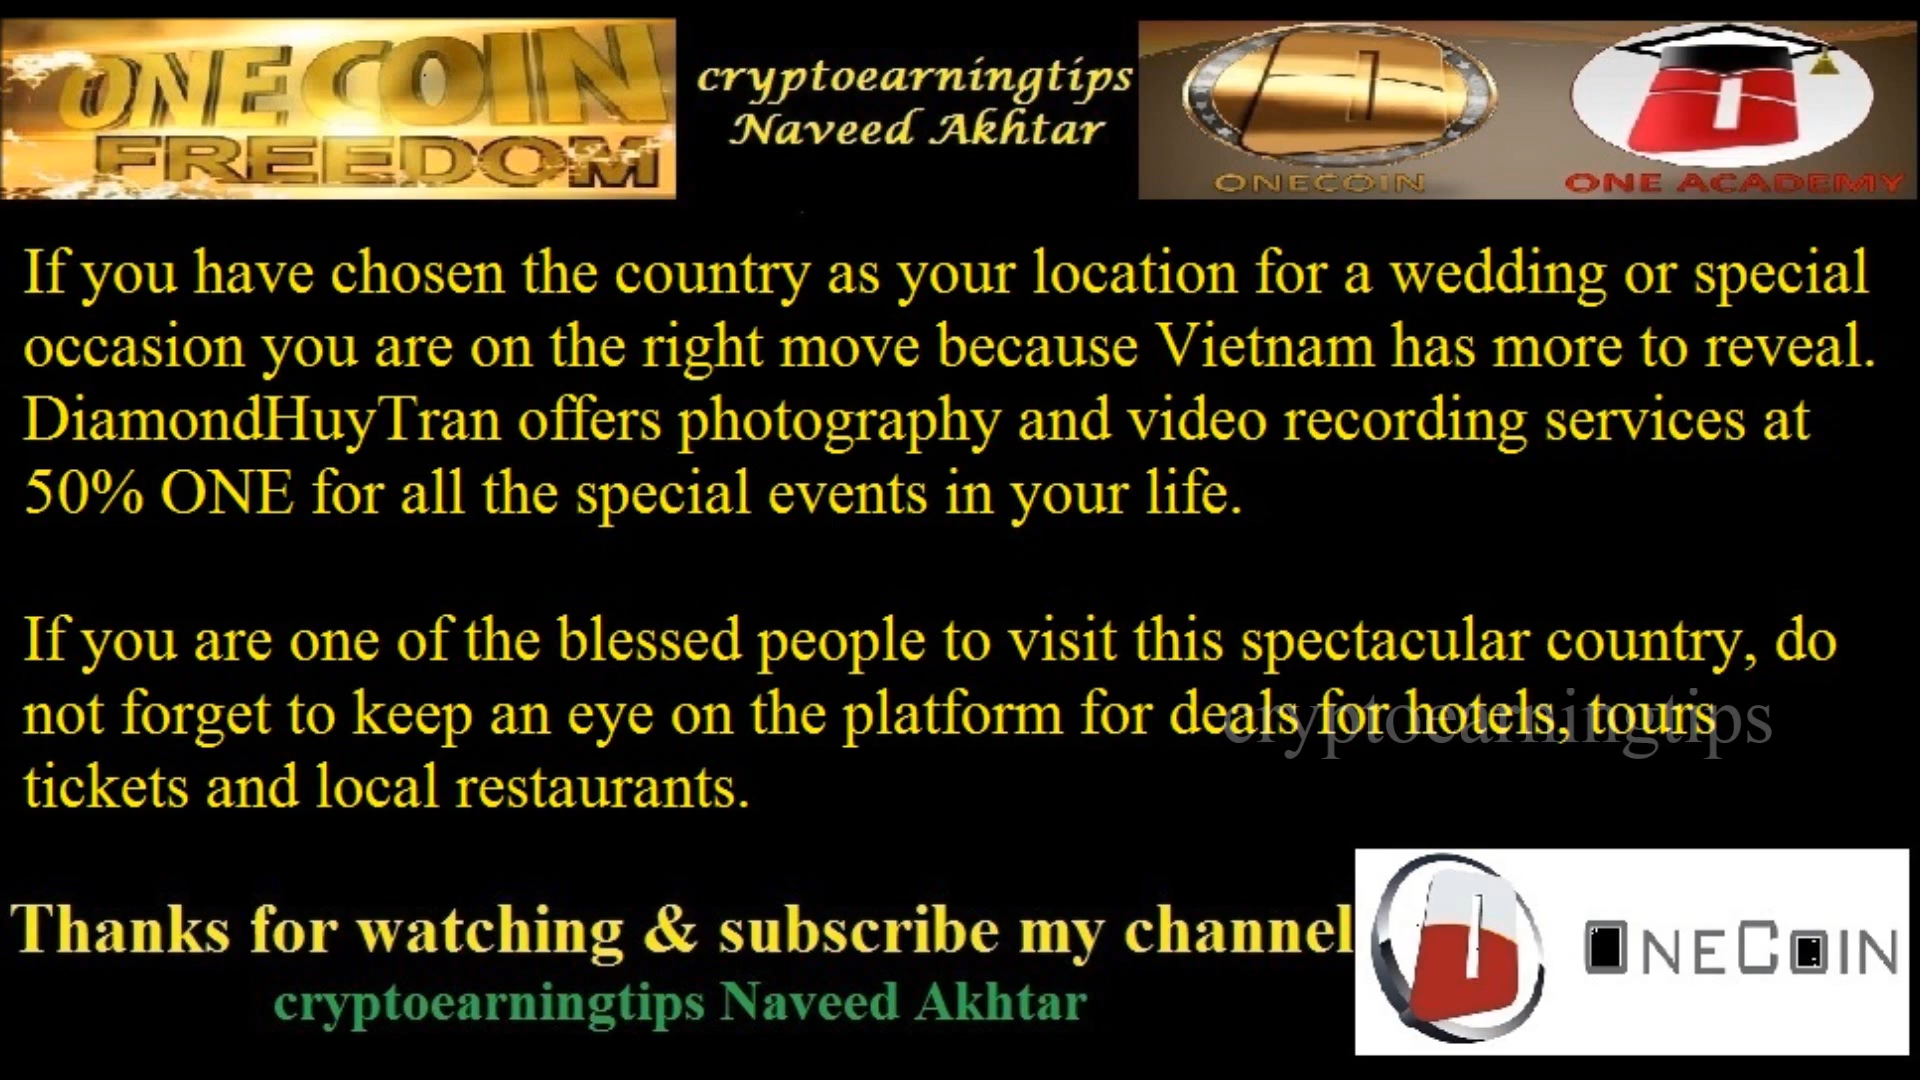 ONE COIN
FREEDOM
cryptoearningtips
Naveed Akhtar
ONECOIN
ONE ACADEMY
If you have chosen the country as your location for a wedding or special
occasion you are on the right move because Vietnam has more to reveal.
DiamondHuyTran offers photography and video recording services at
50% ONE for all the special events in your life.
If you are one of the blessed people to visit this spectacular country, do
not forget to keep an eye on the platform for deals for hotels, tours
cryptoearningtips
tickets and local restaurants.
Thanks for watching & subscribe my channel
cryptoearningtips Naveed Akhtar
ONECOIN